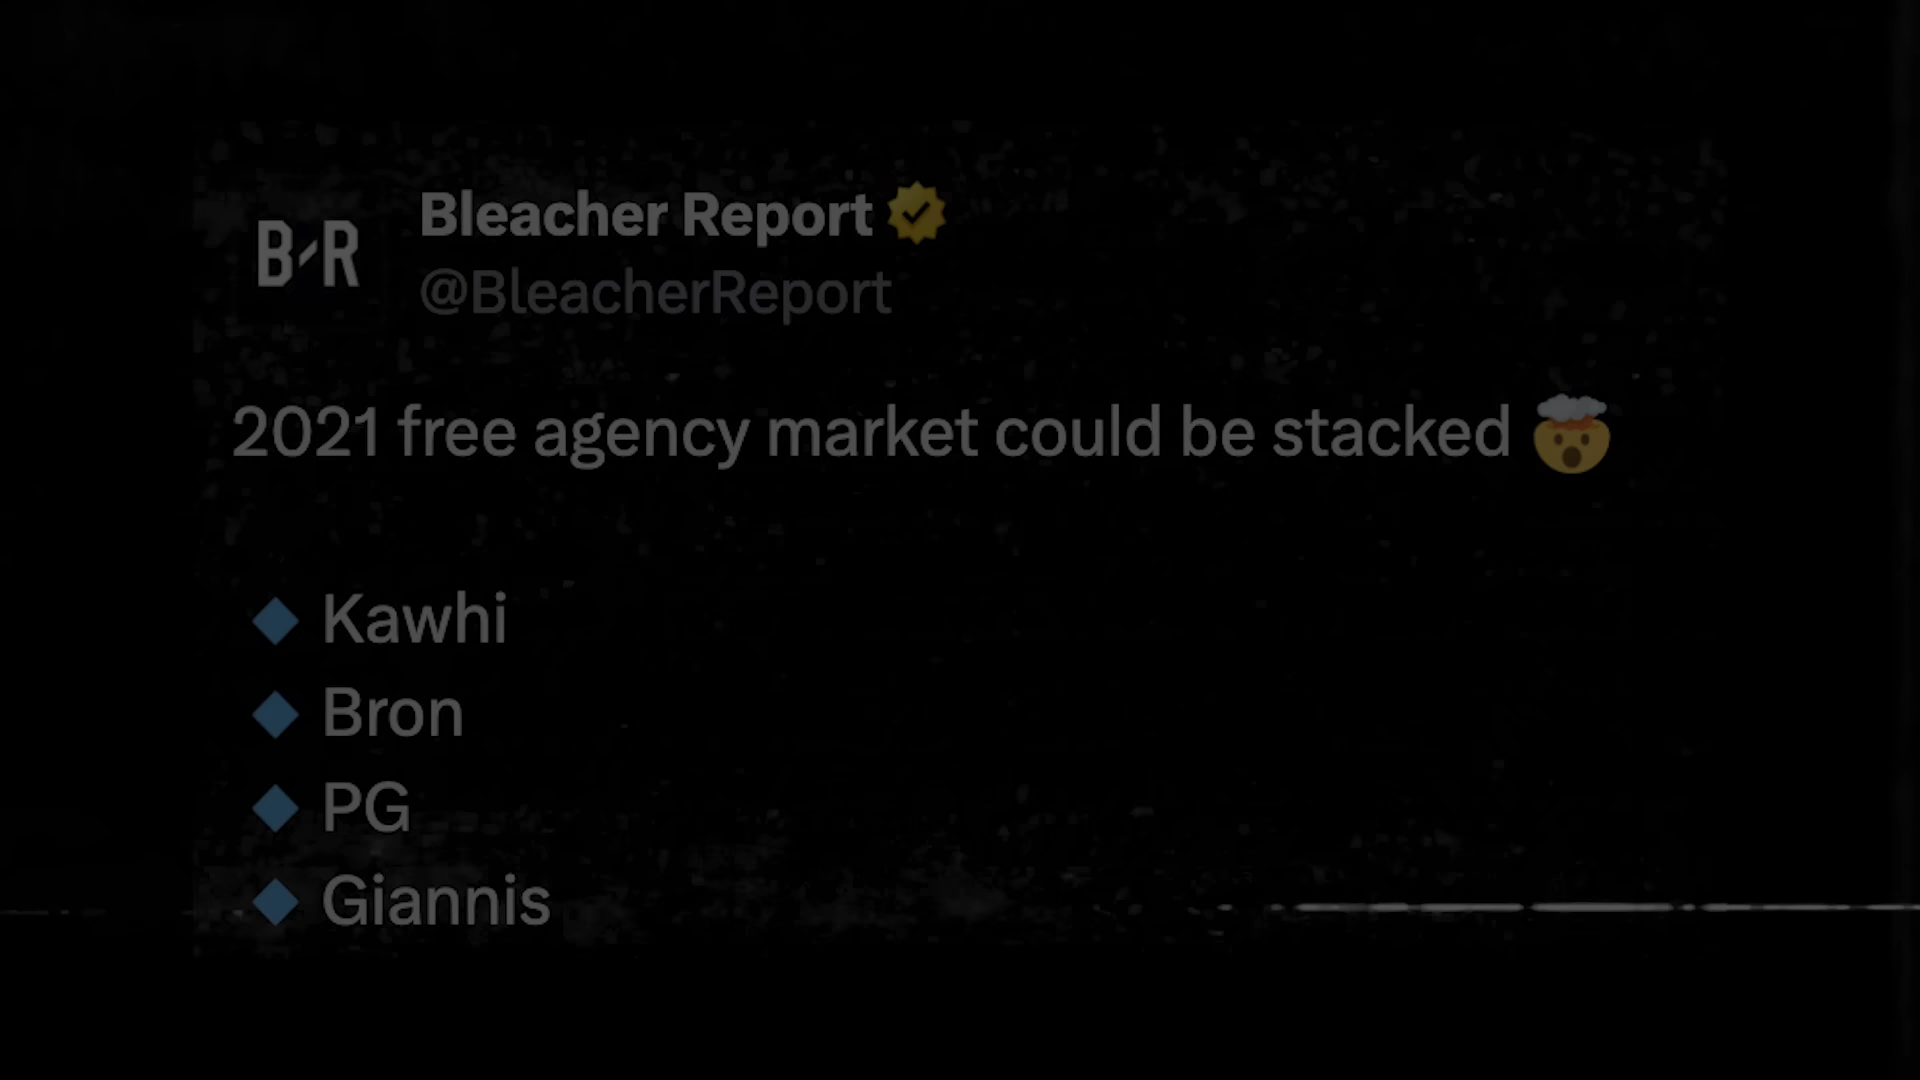 B/R
Bleacher Report
@BleacherReport
2021 free agency market could be stacked 🤯
🔹 Kawhi
🔹 Bron
🔹 PG
🔹 Giannis